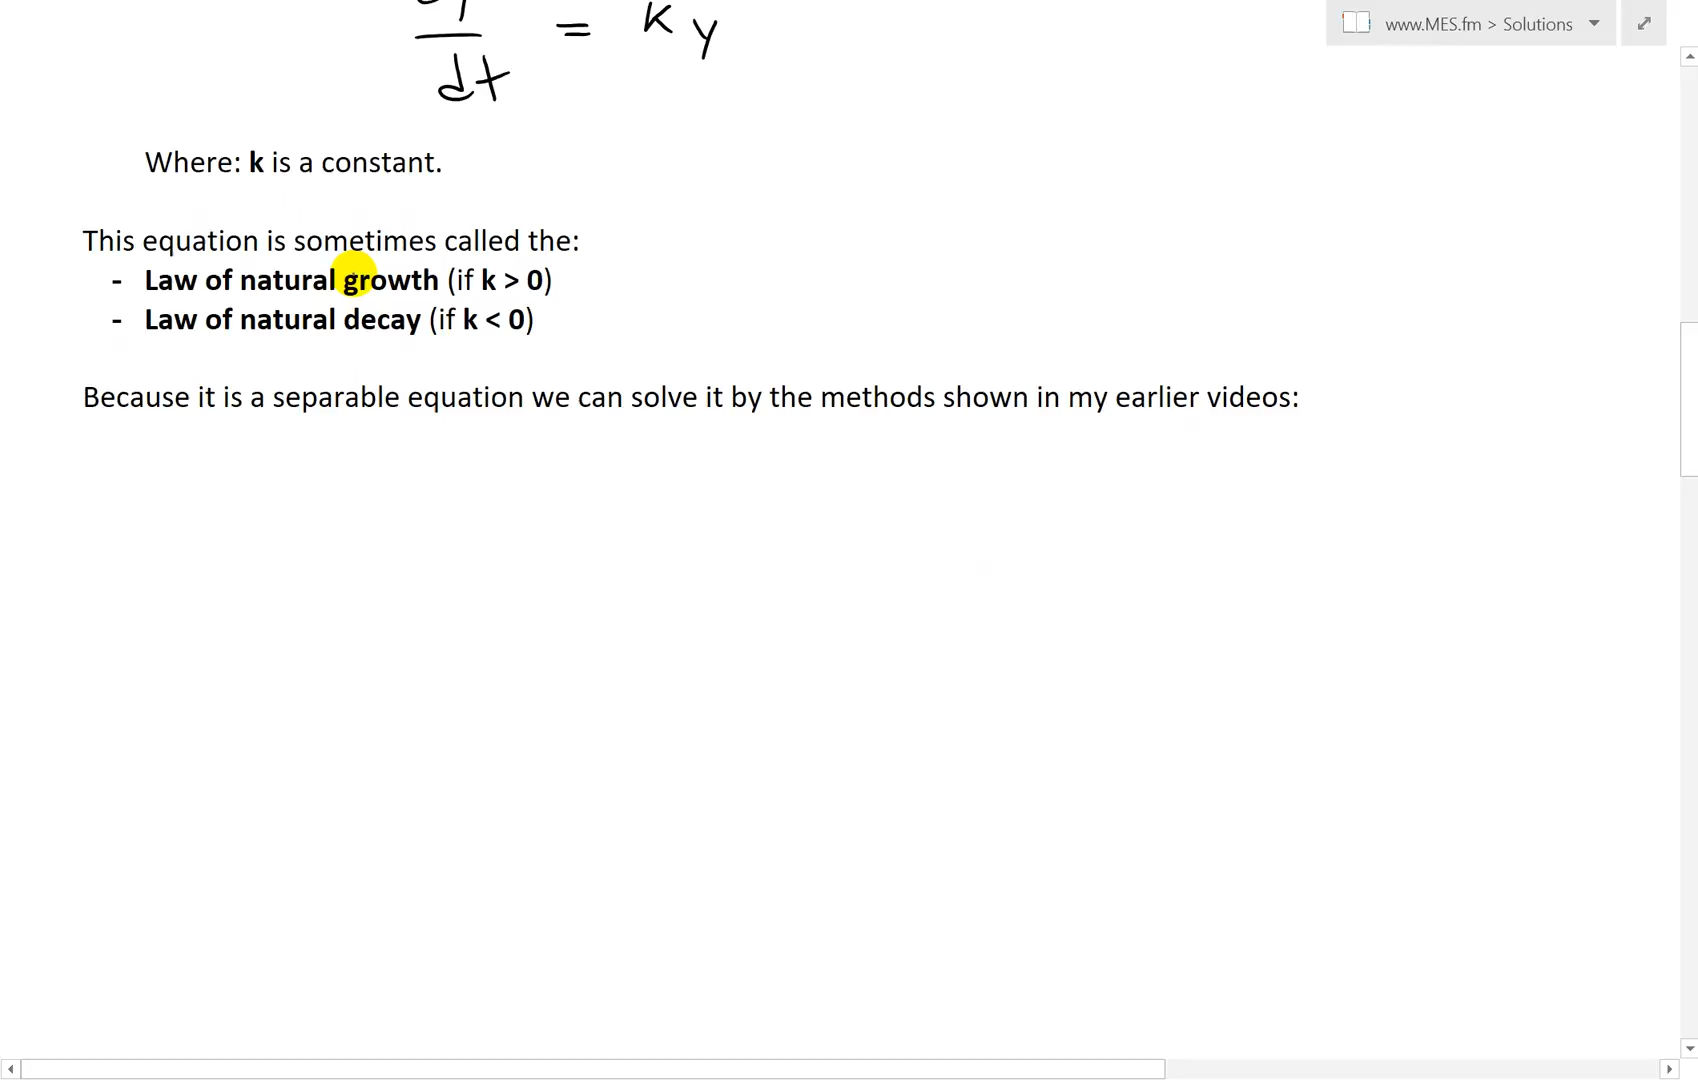 www.MES.fm > Solutions
= ky
dt
Where: k is a constant.
This equation is sometimes called the:
- Law of natural growth (if k > 0)
- Law of natural decay (if k < 0)
Because it is a separable equation we can solve it by the methods shown in my earlier videos: